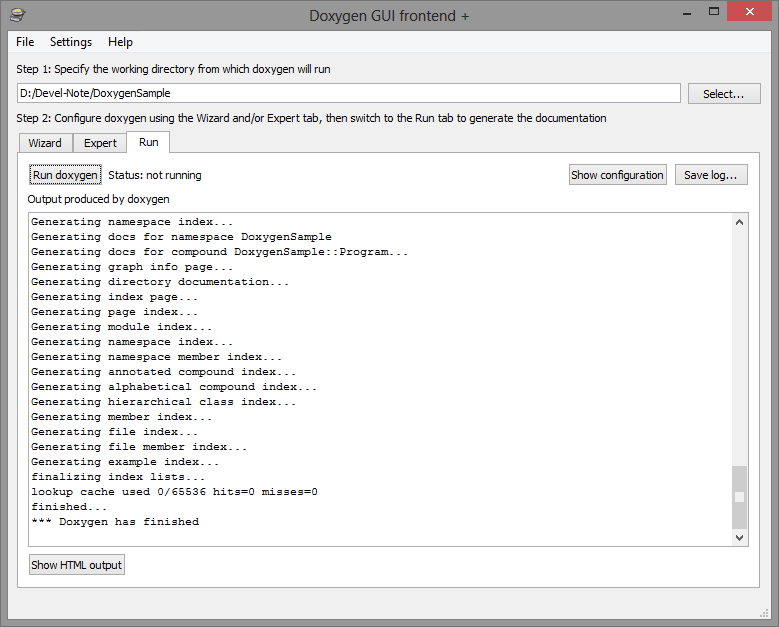 Doxygen GUI frontend +
File Settings Help
Step 1: Specify the working directory from which doxygen will run
D:/Devel-Note/DoxygenSample Select...
Step 2: Configure doxygen using the Wizard and/or Expert tab, then switch to the Run tab to generate the documentation
Wizard Expert Run
Run doxygen Status: not running Show configuration Save log...
Output produced by doxygen
Generating namespace index...
Generating docs for namespace DoxygenSample
Generating docs for compound DoxygenSample::Program...
Generating graph info page...
Generating directory documentation...
Generating index page...
Generating page index...
Generating module index...
Generating namespace index...
Generating namespace member index...
Generating annotated compound index...
Generating alphabetical compound index...
Generating hierarchical class index...
Generating member index...
Generating file index...
Generating file member index...
Generating example index...
finalizing index lists...
lookup cache used 0/65536 hits=0 misses=0
finished...
*** Doxygen has finished
Show HTML output